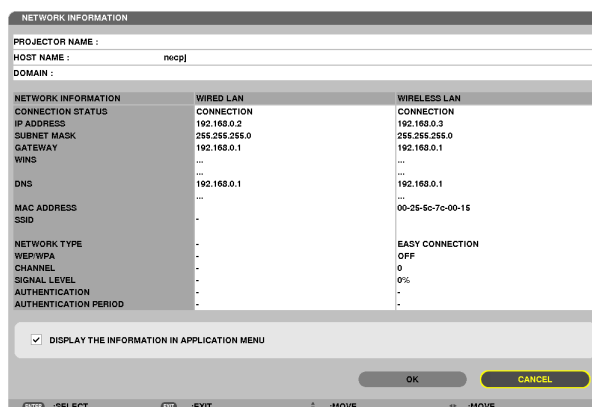 NETWORK INFORMATION
PROJECTOR NAME :
HOST NAME : necpj
DOMAIN :
NETWORK INFORMATION WIRED LAN WIRELESS LAN
CONNECTION STATUS CONNECTION CONNECTION
IP ADDRESS 192.168.0.2 192.168.0.3
SUBNET MASK 255.255.255.0 255.255.255.0
GATEWAY 192.168.0.1 192.168.0.1
WINS ... ...
... ...
DNS 192.168.0.1 192.168.0.1
... ...
MAC ADDRESS 00-25-5c-7c-00-15
SSID -
NETWORK TYPE - EASY CONNECTION
WEP/WPA - OFF
CHANNEL - 0
SIGNAL LEVEL - 0%
AUTHENTICATION - -
AUTHENTICATION PERIOD - -
DISPLAY THE INFORMATION IN APPLICATION MENU
OK CANCEL
ENTER :SELECT EXIT :EXIT :MOVE :MOVE